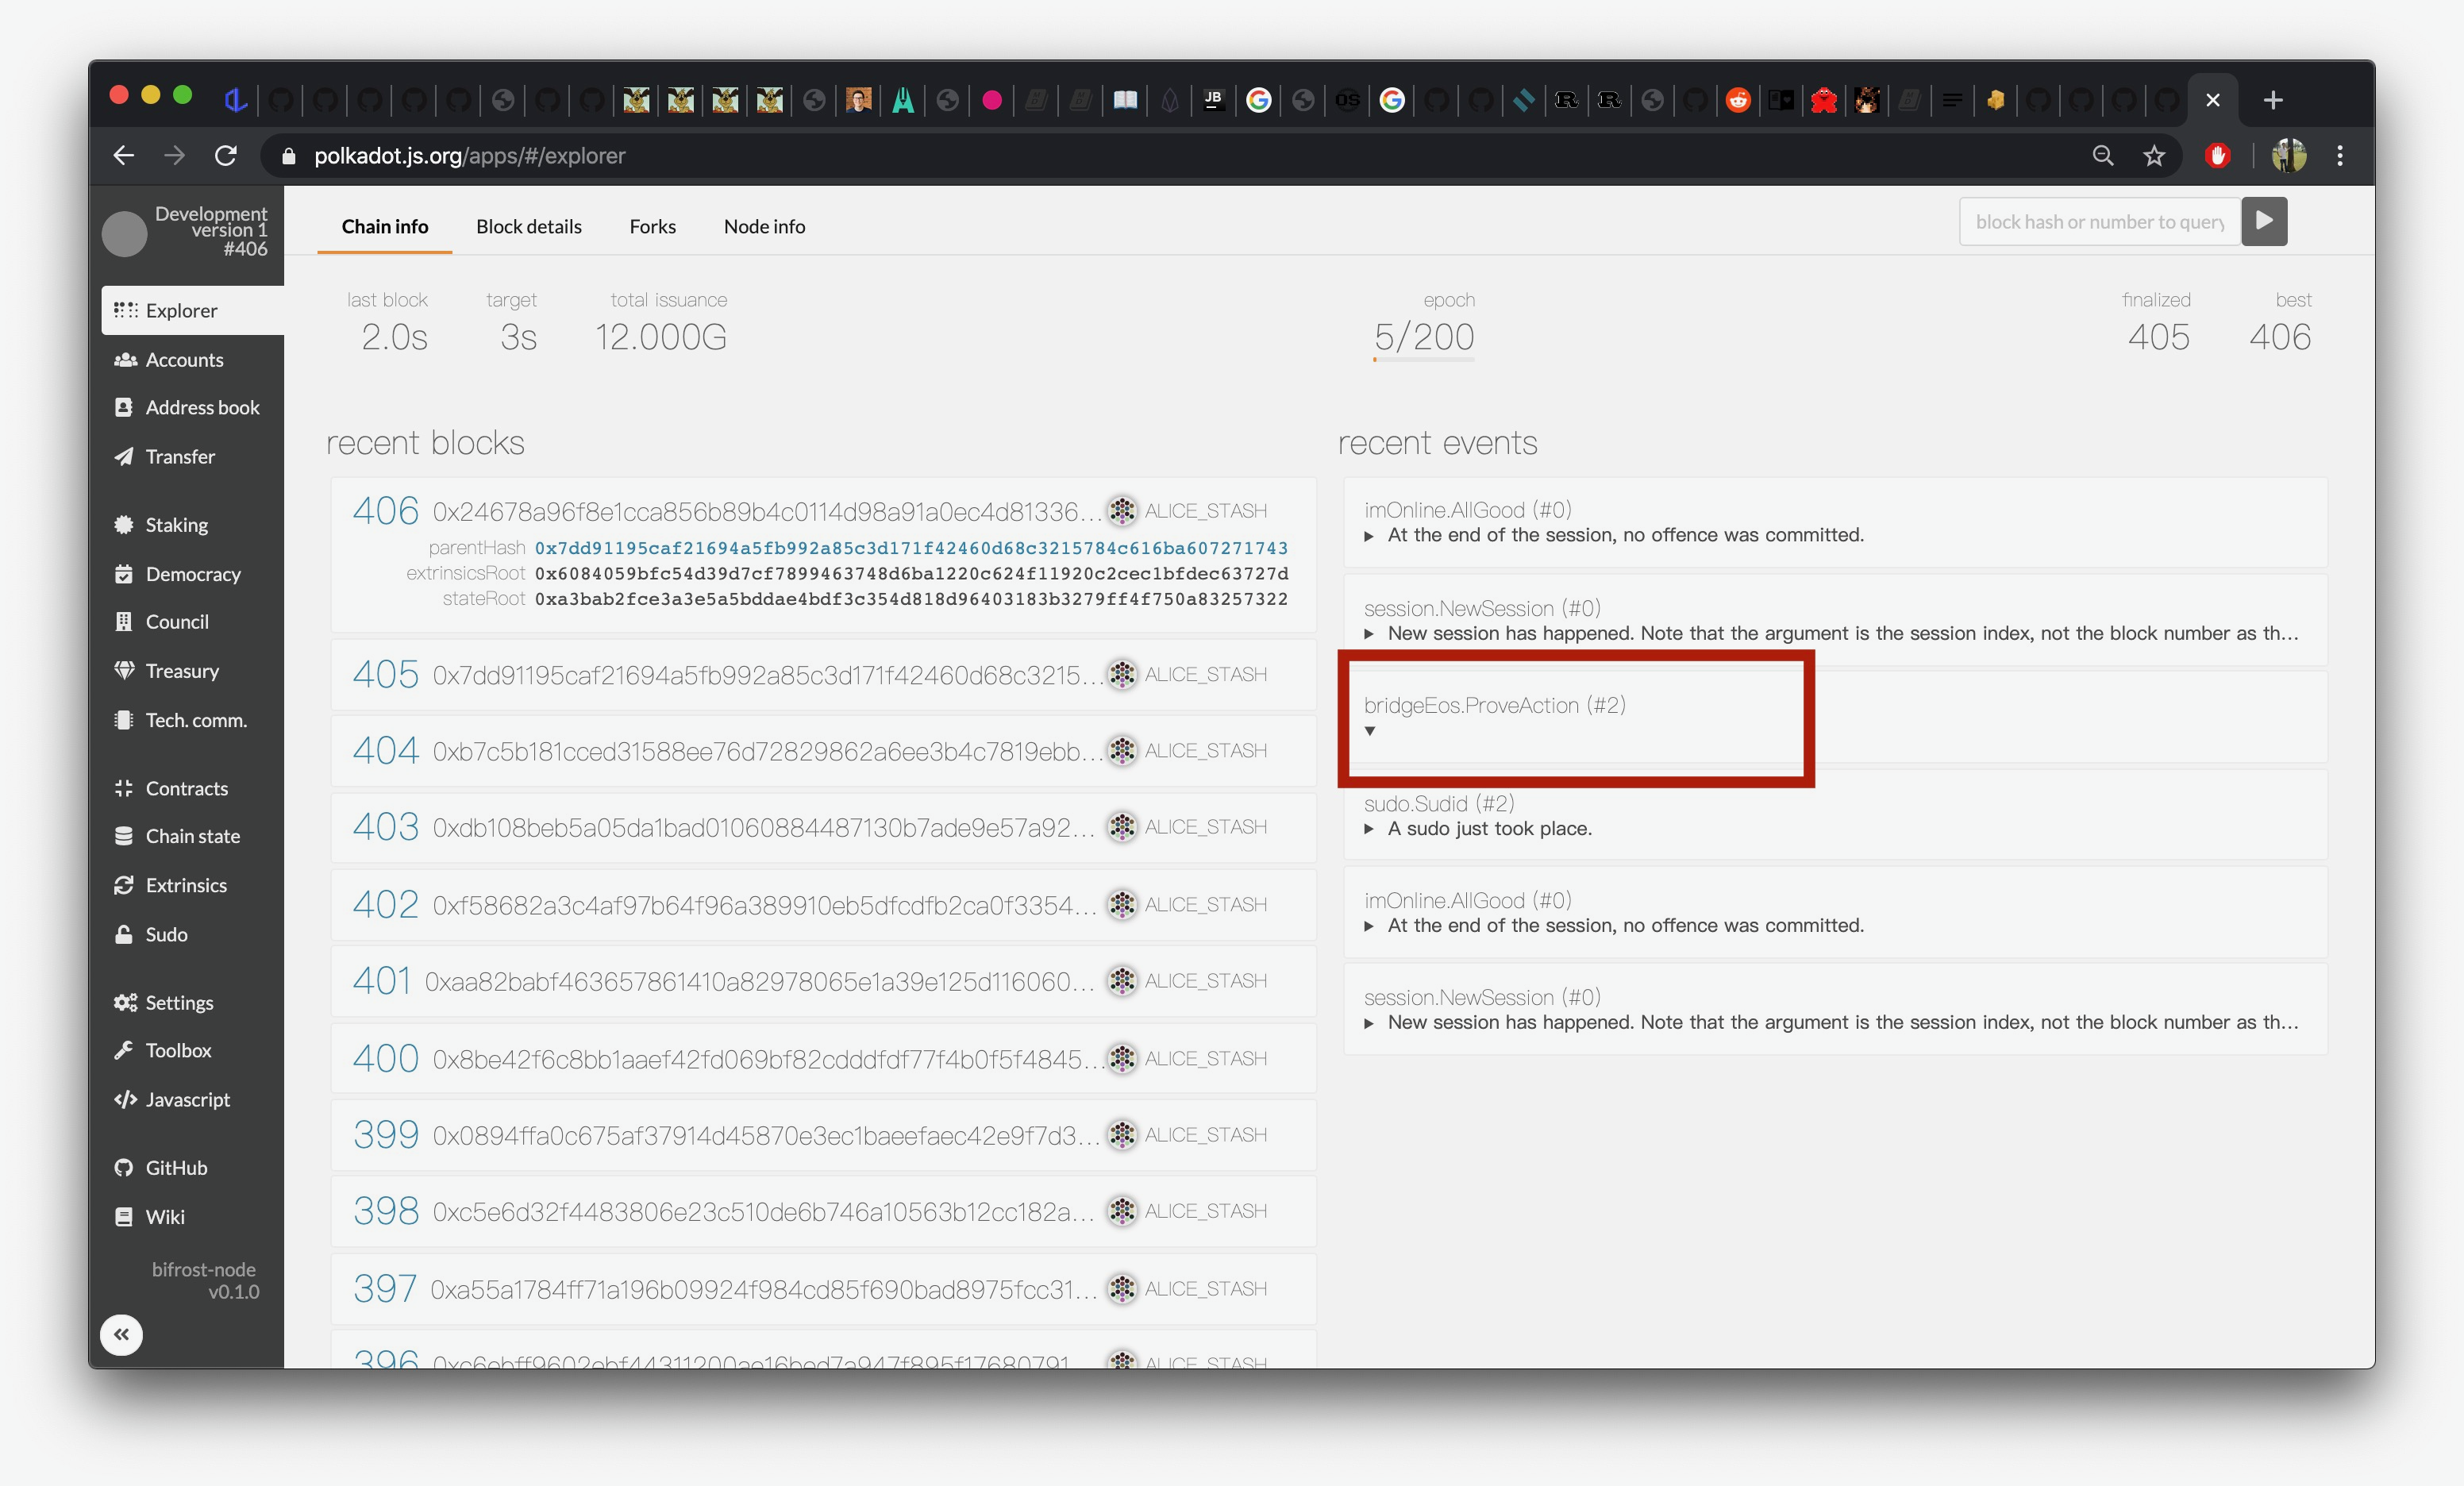 JB
OS
polkadot.js.org/apps/#/explorer
Development
version 1
#406
Chain info
Block details
Forks
Node info
block hash or number to query
last block
2.0s
target
3s
total issuance
12.000G
epoch
5/200
finalized
405
best
406
Explorer
Accounts
Address book
Transfer
Staking
Democracy
Council
Treasury
Tech. comm.
Contracts
Chain state
Extrinsics
Sudo
Settings
Toolbox
Javascript
GitHub
Wiki
bifrost-node
v0.1.0
recent blocks
406 0x24678a96f8e1cca856b89b4c0114d98a91a0ec4d81336... ALICE_STASH
parentHash 0x7dd91195caf21694a5fb992a85c3d171f42460d68c3215784c616ba607271743
extrinsicsRoot 0x6084059bfc54d39d7cf7899463748d6ba1220c624f11920c2cec1bfdec63727d
stateRoot 0xa3bab2fce3a3e5a5bddae4bdf3c354d818d96403183b3279ff4f750a83257322
405 0x7dd91195caf21694a5fb992a85c3d171f42460d68c3215... ALICE_STASH
404 0xb7c5b181cced31588ee76d72829862a6ee3b4c7819ebb... ALICE_STASH
403 0xdb108beb5a05da1bad01060884487130b7ade9e57a92... ALICE_STASH
402 0xf58682a3c4af97b64f96a389910eb5dfcdfb2ca0f3354... ALICE_STASH
401 0xaa82babf463657861410a82978065e1a39e125d116060... ALICE_STASH
400 0x8be42f6c8bb1aaef42fd069bf82cdddfdf77f4b0f5f4845... ALICE_STASH
399 0x0894ffa0c675af37914d45870e3ec1baeefaec42e9f7d3... ALICE_STASH
398 0xc5e6d32f4483806e23c510de6b746a10563b12cc182a... ALICE_STASH
397 0xa55a1784ff71a196b09924f984cd85f690bad8975fcc31... ALICE_STASH
396 0xc6ebff9602ebf44311200ae16bed7a947f895f17680791... ALICE_STASH
recent events
imOnline.AllGood (#0)
At the end of the session, no offence was committed.
session.NewSession (#0)
New session has happened. Note that the argument is the session index, not the block number as th...
bridgeEos.ProveAction (#2)
sudo.Sudid (#2)
A sudo just took place.
imOnline.AllGood (#0)
At the end of the session, no offence was committed.
session.NewSession (#0)
New session has happened. Note that the argument is the session index, not the block number as th...